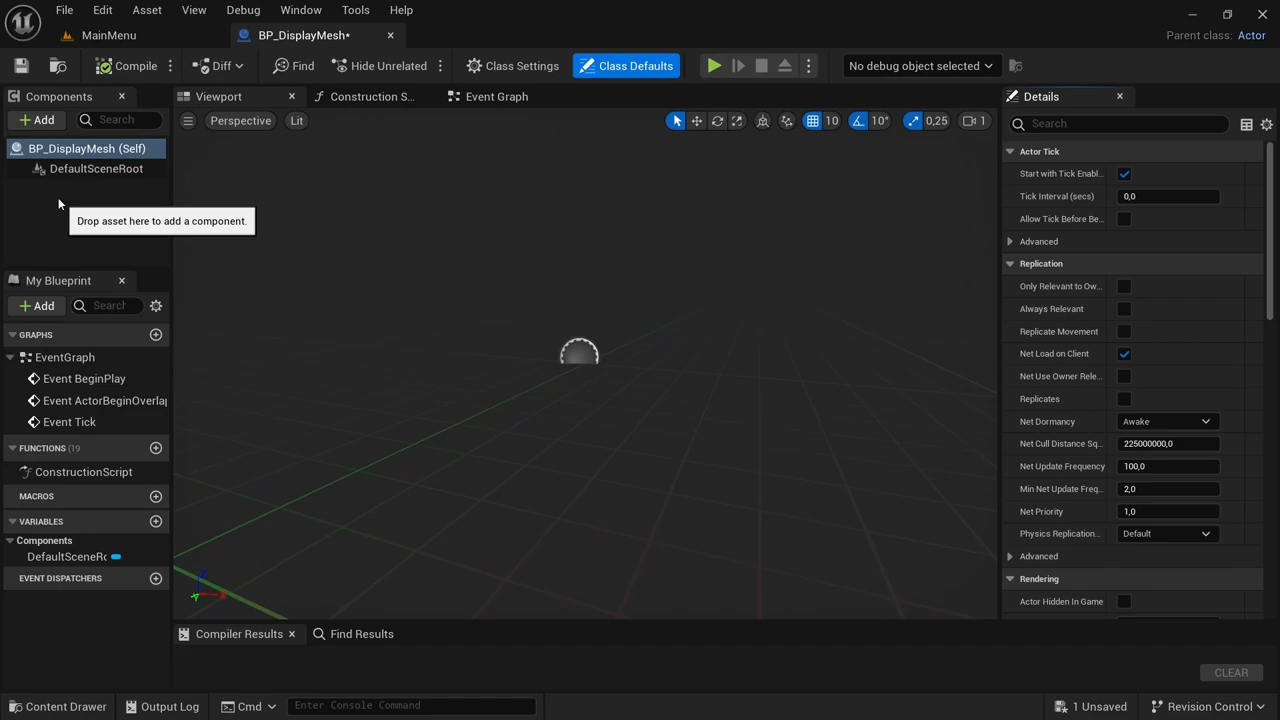 File Edit Asset View Debug Window Tools Help
MainMenu
BP_DisplayMesh*
Parent class: Actor
Compile
Diff
Find
Hide Unrelated
Class Settings
Class Defaults
No debug object selected
Components
Viewport
Construction S...
Event Graph
Details
Add
Search
Perspective
Lit
10
10°
0,25
1
Search
BP_DisplayMesh (Self)
DefaultSceneRoot
Drop asset here to add a component.
Actor Tick
Start with Tick Enabl...
Tick Interval (secs) 0,0
Allow Tick Before Be...
Advanced
Replication
Only Relevant to Ow...
Always Relevant
Replicate Movement
Net Load on Client
Net Use Owner Rele...
Replicates
Net Dormancy Awake
Net Cull Distance Sq... 225000000,0
Net Update Frequency 100,0
Min Net Update Freq... 2,0
Net Priority 1,0
Physics Replication... Default
Advanced
Rendering
Actor Hidden In Game
My Blueprint
Add
Search
GRAPHS
EventGraph
Event BeginPlay
Event ActorBeginOverlap
Event Tick
FUNCTIONS (19
ConstructionScript
MACROS
VARIABLES
Components
DefaultSceneRc
EVENT DISPATCHERS
Compiler Results
Find Results
CLEAR
Content Drawer
Output Log
Cmd
Enter Console Command
1 Unsaved
Revision Control